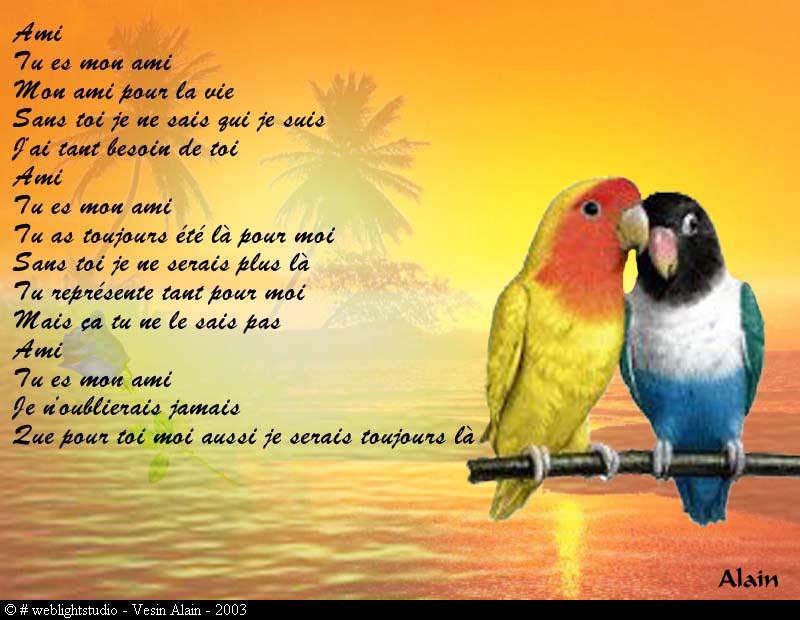 Ami
Tu es mon ami
Mon ami pour la vie
Sans toi je ne sais qui je suis
J'ai tant besoin de toi
Ami
Tu es mon ami
Tu as toujours été là pour moi
Sans toi je ne serais plus là
Tu représente tant pour moi
Mais ça tu ne le sais pas
Ami
Tu es mon ami
Je n'oublierais jamais
Que pour toi moi aussi je serais toujours là
Alain
© # weblightstudio - Vesin Alain - 2003